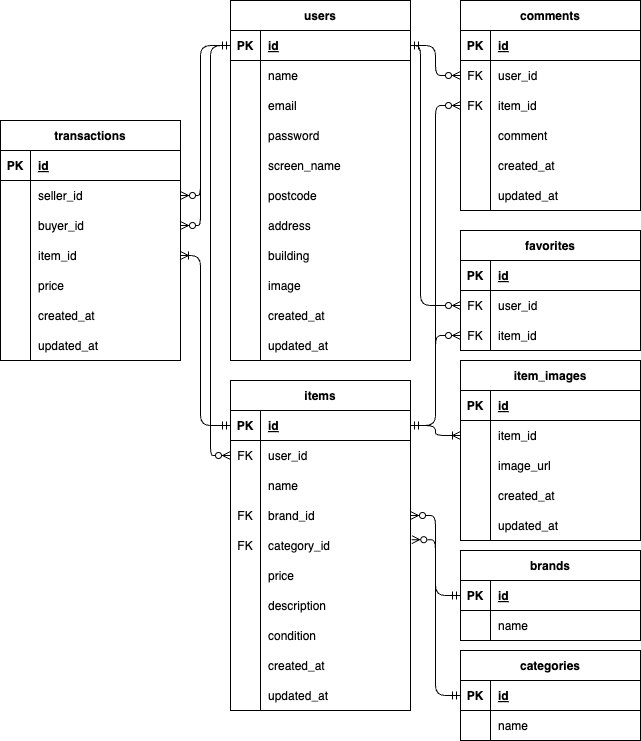 transactions
PK id
seller_id
buyer_id
item_id
price
created_at
updated_at
users
PK id
name
email
password
screen_name
postcode
address
building
image
created_at
updated_at
items
PK id
FK user_id
name
FK brand_id
FK category_id
price
description
condition
created_at
updated_at
comments
PK id
FK user_id
FK item_id
comment
created_at
updated_at
favorites
PK id
FK user_id
FK item_id
item_images
PK id
item_id
image_url
created_at
updated_at
brands
PK id
name
categories
PK id
name